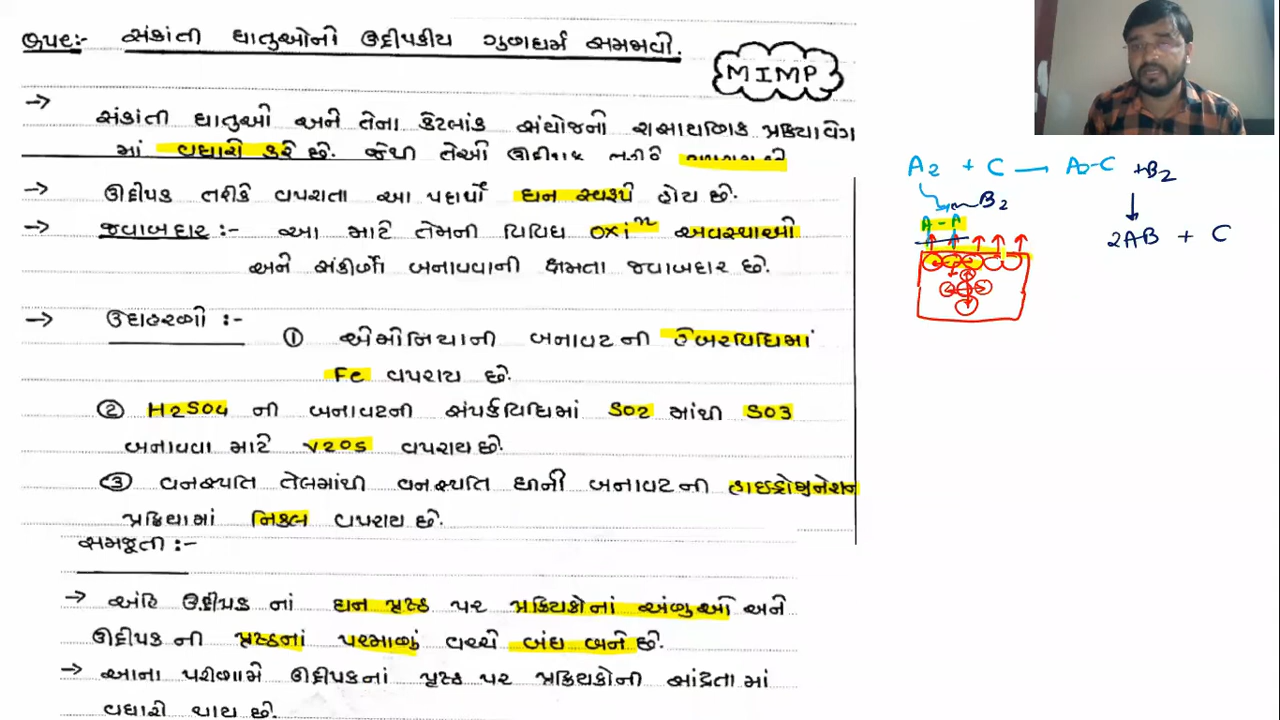 સંક્રાંતી ધાતુઓની ઉદ્દીપકીય ગુણધર્મ સમજાવો.
MIMP
→ સંક્રાંતી ધાતુઓ અને તેના કેટલાંક સંયોજનો રાસાયણિક પ્રક્રિયાવેગ
માં વધારો કરે છે. જેથી તેઓ ઉદ્દીપક તરીકે
→ ઉદ્દીપક તરીકે વપરાતા આ પદાર્થો ઘન સ્વરૂપે હોય છે.
→ જવાબદાર :- આ માટે તેમની વિવિધ oxiⁿ અવસ્થાઓ
અને સંકીર્ણો બનાવવાની ક્ષમતા જવાબદાર છે.
→ ઉદાહરણો :-
① એમોનિયાની બનાવટની હેબરવિધિમાં
Fe વપરાય છે.
② H2SO4 ની બનાવટની સંપર્કવિધિમાં SO2 માંથી SO3
બનાવવા માટે V2O5 વપરાય છે.
③ વનસ્પતિ તેલમાંથી વનસ્પતિ ઘીની બનાવટની હાઇડ્રોજીનેશન
પ્રક્રિયામાં નિકલ વપરાય છે.
સમજૂતી :-
→ અહિ ઉદ્દીપક નાં ઘન પૃષ્ઠ પર પ્રક્રિયકોનાં અણુઓ અને
ઊદ્દીપક ની પૃષ્ઠનાં પરમાણું વચ્ચે બંધ બને છે.
→ આના પરીણામે ઊદ્દીપકનાં પૃષ્ઠ પર પ્રક્રિયકોની સાંદ્રતા માં
વધારો થાય છે.
A2 + C → A2-C + B2
B2
A - A
2AB + C